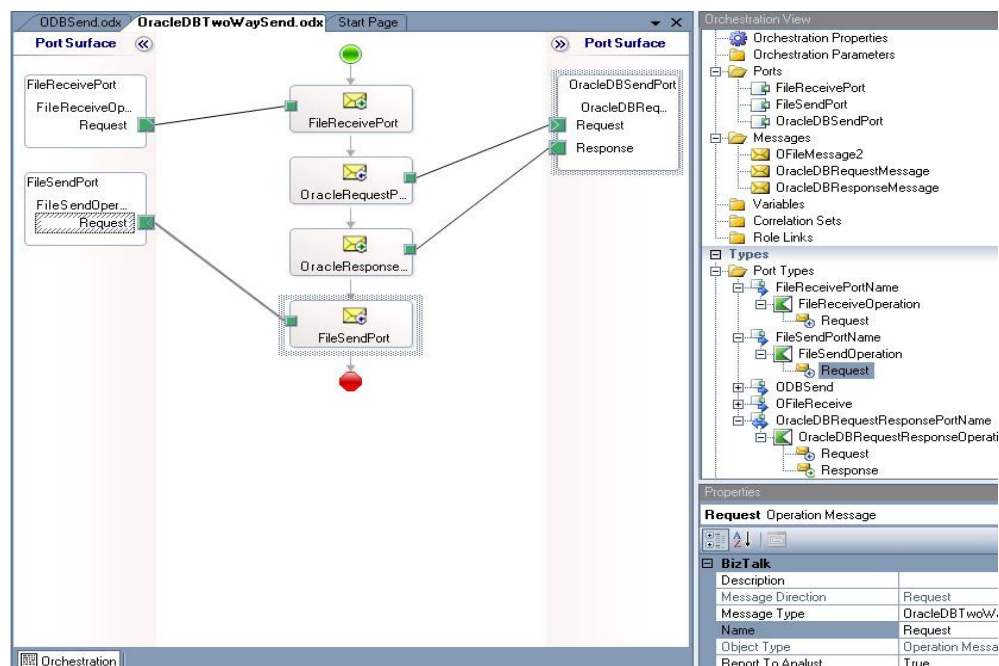 ODBSend.odx OracleDBTwoWaySend.odx Start Page
Port Surface
Port Surface
FileReceivePort
FileReceiveOp...
Request
FileSendPort
FileSendOper...
Request
FileReceivePort
OracleRequestP...
OracleResponse...
FileSendPort
OracleDBSendPort
OracleDBReq...
Request
Response
Orchestration
Orchestration View
Orchestration Properties
Orchestration Parameters
Ports
FileReceivePort
FileSendPort
OracleDBSendPort
Messages
OFileMessage2
OracleDBRequestMessage
OracleDBResponseMessage
Variables
Correlation Sets
Role Links
Types
Port Types
FileReceivePortName
FileReceiveOperation
Request
FileSendPortName
FileSendOperation
Request
ODBSend
OFileReceive
OracleDBRequestResponsePortName
OracleDBRequestResponseOperati
Request
Response
Properties
Request Operation Message
BizTalk
Description
Message Direction Request
Message Type OracleDBTwoWa
Name Request
Object Type Operation Messa
Report To Analyst True